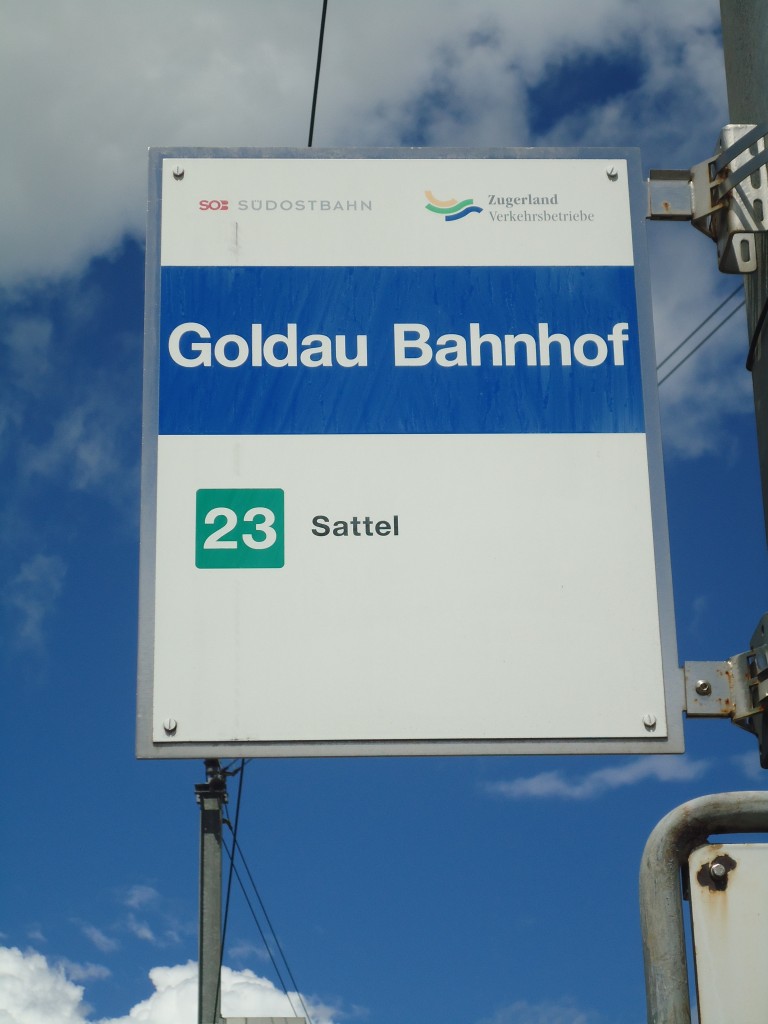 SOB SÜDOSTBAHN
Zugerland
Verkehrsbetriebe
Goldau Bahnhof
23 Sattel